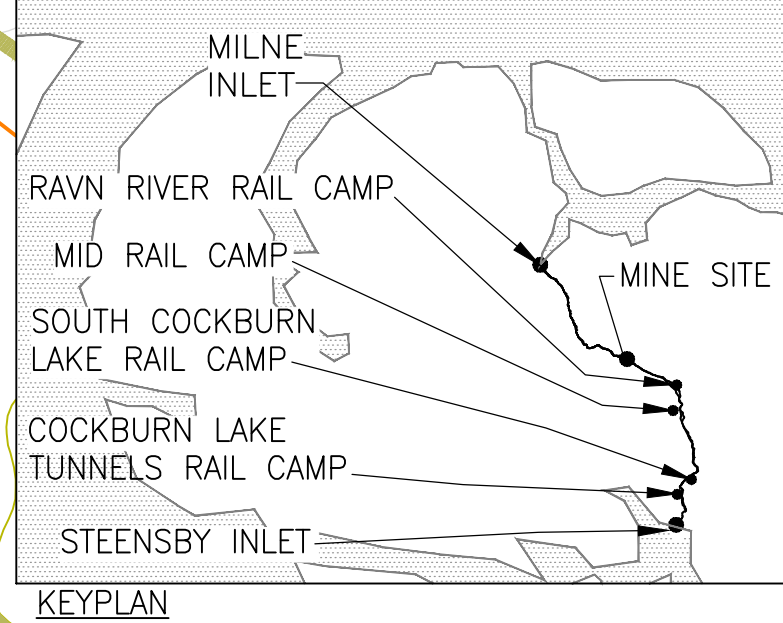 MILNE
INLET
RAVN RIVER RAIL CAMP
MID RAIL CAMP
MINE SITE
SOUTH COCKBURN
LAKE RAIL CAMP
COCKBURN LAKE
TUNNELS RAIL CAMP
STEENSBY INLET
KEYPLAN